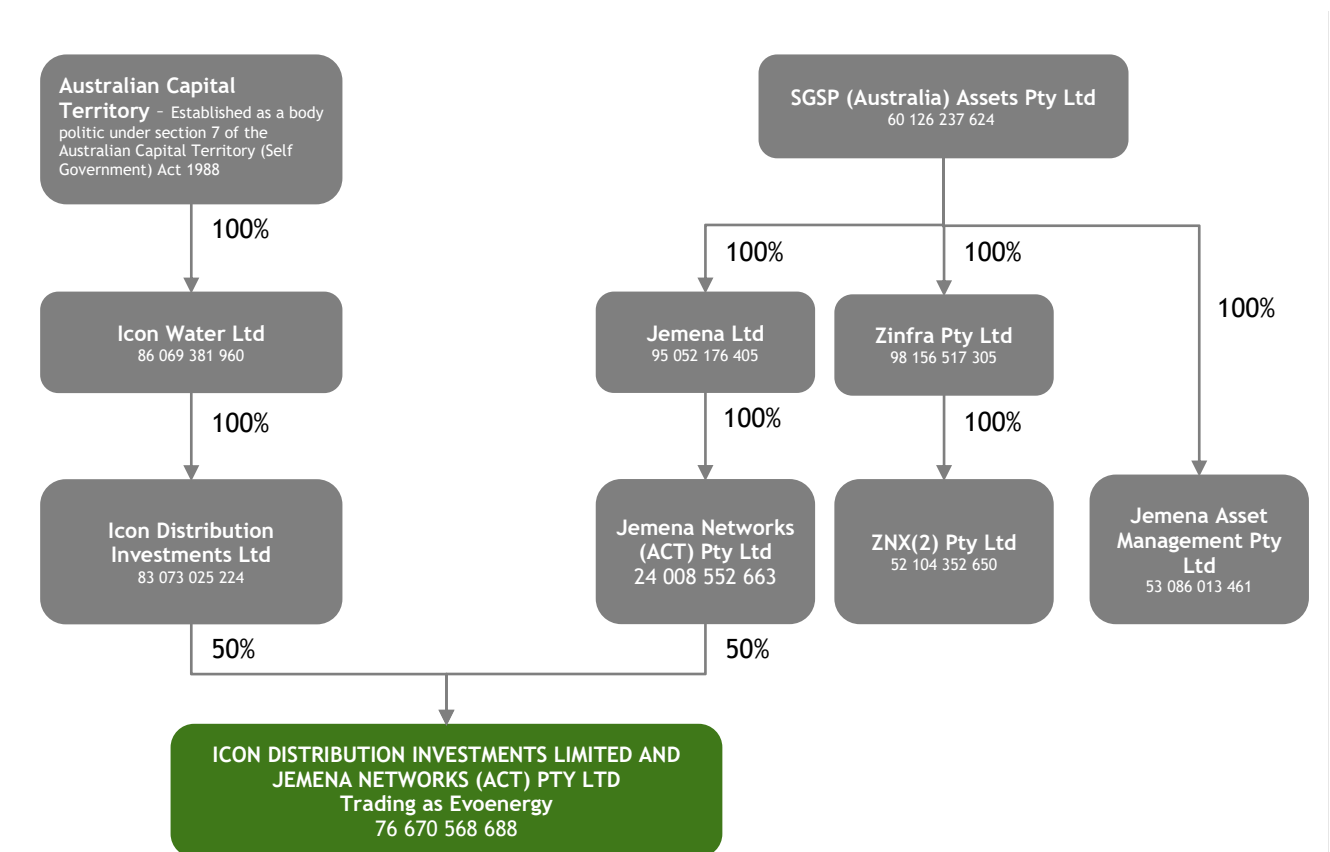 Australian Capital
Territory – Established as a body
politic under section 7 of the
Australian Capital Territory (Self
Government) Act 1988
SGSP (Australia) Assets Pty Ltd
60 126 237 624
100%
100%
100%
100%
Icon Water Ltd
86 069 381 960
Jemena Ltd
95 052 176 405
Zinfra Pty Ltd
98 156 517 305
100%
100%
100%
Icon Distribution
Investments Ltd
83 073 025 224
Jemena Networks
(ACT) Pty Ltd
24 008 552 663
ZNX(2) Pty Ltd
52 104 352 650
Jemena Asset
Management Pty
Ltd
53 086 013 461
50%
50%
ICON DISTRIBUTION INVESTMENTS LIMITED AND
JEMENA NETWORKS (ACT) PTY LTD
Trading as Evoenergy
76 670 568 688